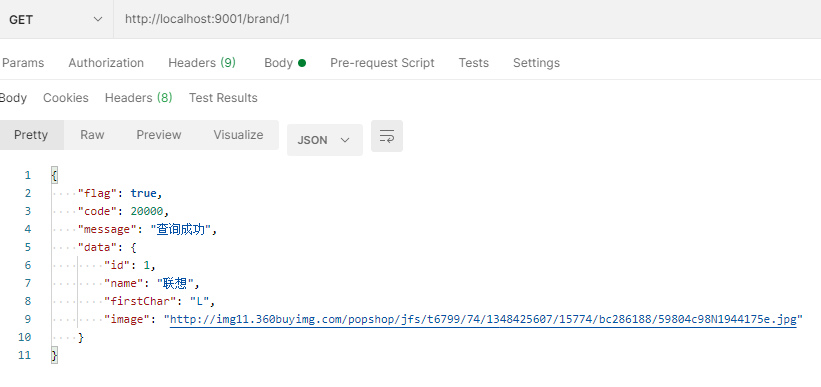 GET http://localhost:9001/brand/1
Params Authorization Headers (9) Body Pre-request Script Tests Settings
Body Cookies Headers (8) Test Results
Pretty Raw Preview Visualize JSON
1 {
2 "flag": true,
3 "code": 20000,
4 "message": "查询成功",
5 "data": {
6 "id": 1,
7 "name": "联想",
8 "firstChar": "L",
9 "image": "http://img11.360buyimg.com/popshop/jfs/t6799/74/1348425607/15774/bc286188/59804c98N1944175e.jpg"
10 }
11 }